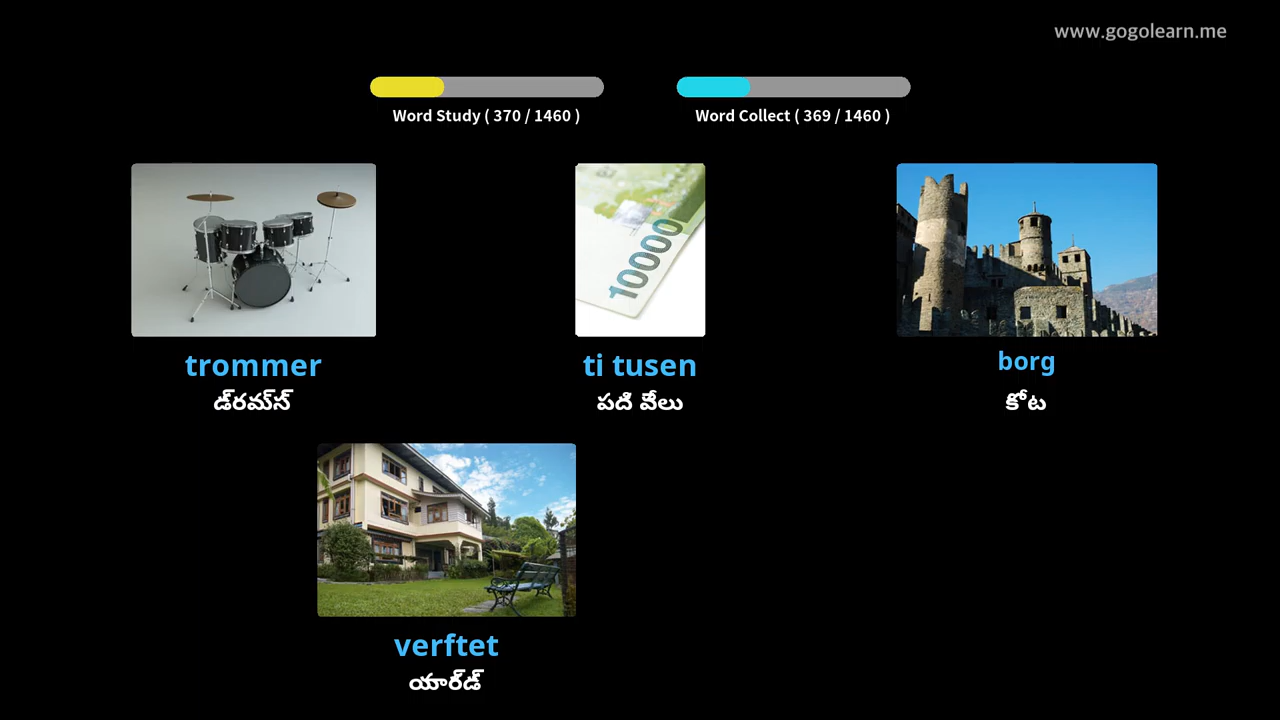 www.gogolearn.me
Word Study ( 370 / 1460 )
Word Collect ( 369 / 1460 )
10000
trommer
ti tusen
borg
డ్‌రమ్‌స్
పది వేలు
కోట
verftet
యార్‌డ్